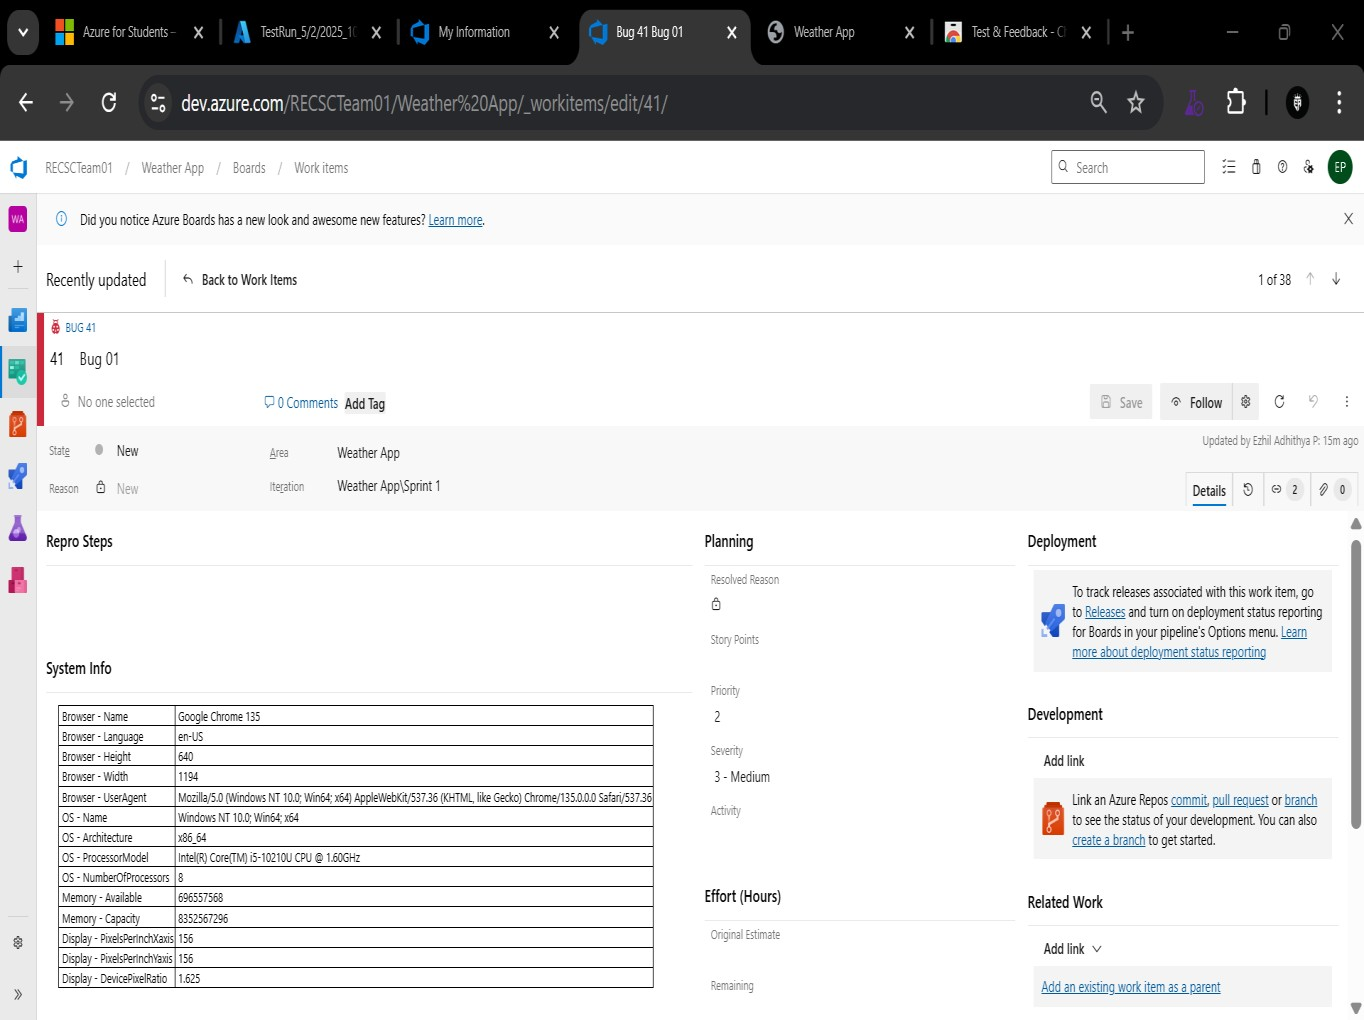 Azure for Students -
TestRun_5/2/2025_10
My Information
Bug 41 Bug 01
Weather App
Test & Feedback - C
dev.azure.com/RECSCTeam01/Weather%20App/_workitems/edit/41/
RECSCTeam01 / Weather App / Boards / Work items
Search
EP
WA
Did you notice Azure Boards has a new look and awesome new features? Learn more.
Recently updated
Back to Work Items
1 of 38
BUG 41
41 Bug 01
No one selected
0 Comments
Add Tag
Save
Follow
State New
Area Weather App
Updated by Ezhil Adhithya P: 15m ago
Reason New
Iteration Weather App\Sprint 1
Details
2
0
Repro Steps
System Info
Browser - Name Google Chrome 135
Browser - Language en-US
Browser - Height 640
Browser - Width 1194
Browser - UserAgent Mozilla/5.0 (Windows NT 10.0; Win64; x64) AppleWebKit/537.36 (KHTML, like Gecko) Chrome/135.0.0.0 Safari/537.36
OS - Name Windows NT 10.0; Win64; x64
OS - Architecture x86_64
OS - ProcessorModel Intel(R) Core(TM) i5-10210U CPU @ 1.60GHz
OS - NumberOfProcessors 8
Memory - Available 696557568
Memory - Capacity 8352567296
Display - PixelsPerInchXaxis 156
Display - PixelsPerInchYaxis 156
Display - DevicePixelRatio 1.625
Planning
Resolved Reason
Story Points
Priority
2
Severity
3 - Medium
Activity
Effort (Hours)
Original Estimate
Remaining
Deployment
To track releases associated with this work item, go
to Releases and turn on deployment status reporting
for Boards in your pipeline's Options menu. Learn
more about deployment status reporting
Development
Add link
Link an Azure Repos commit, pull request or branch
to see the status of your development. You can also
create a branch to get started.
Related Work
Add link
Add an existing work item as a parent